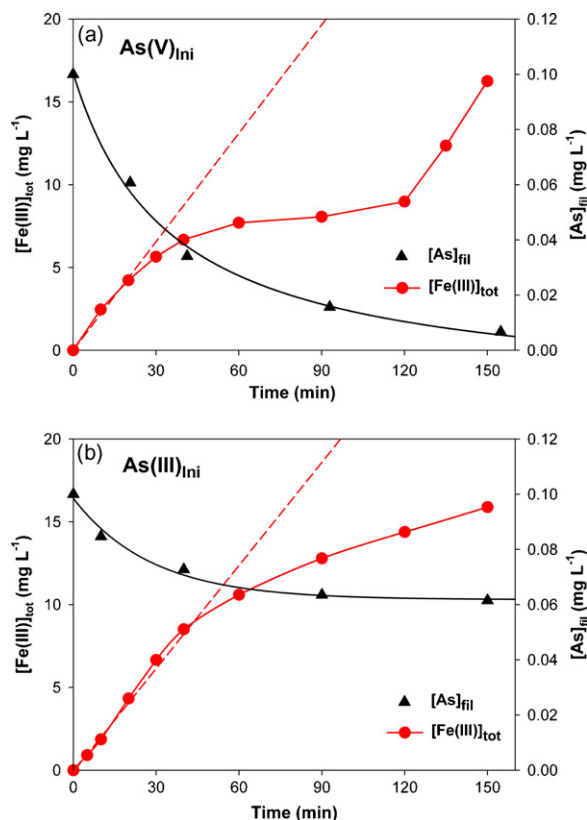 (a)
As(V)Ini
[Fe(III)]tot (mg L-1)
[As]fil (mg L-1)
20
15
10
5
0
0.12
0.10
0.08
0.06
0.04
0.02
0.00
[As]fil
[Fe(III)]tot
0 30 60 90 120 150
Time (min)
(b)
As(III)Ini
[Fe(III)]tot (mg L-1)
[As]fil (mg L-1)
20
15
10
5
0
0.12
0.10
0.08
0.06
0.04
0.02
0.00
[As]fil
[Fe(III)]tot
0 30 60 90 120 150
Time (min)